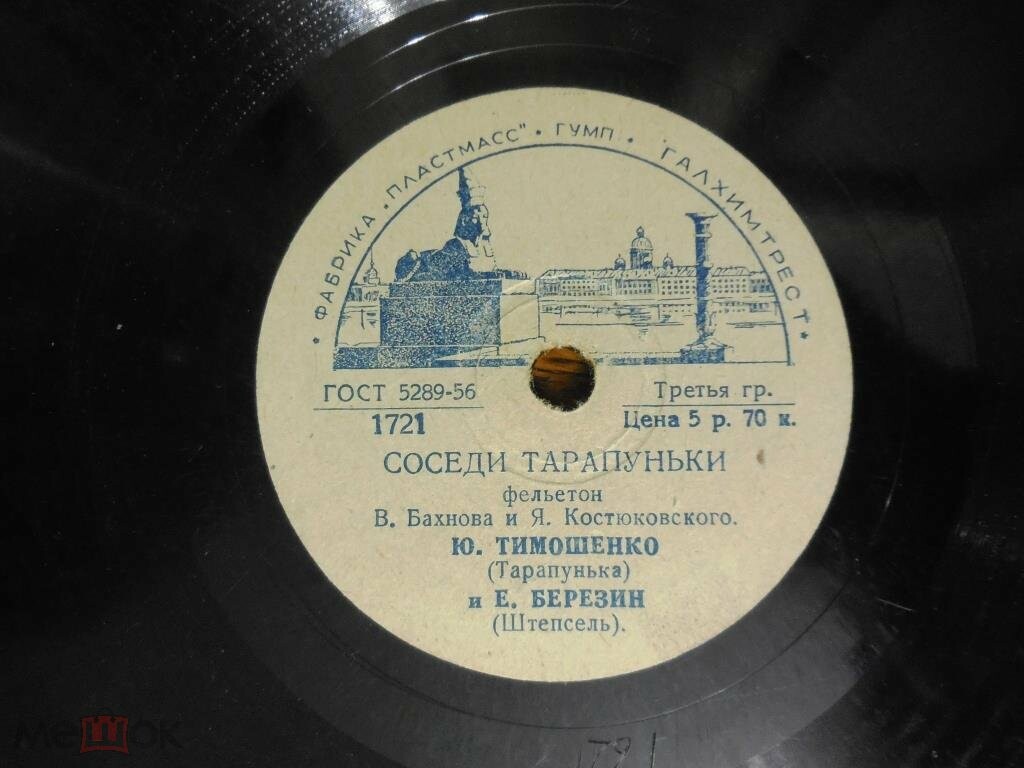 * ФАБРИКА „ПЛАСТМАСС" • ГУМП • ГАЛХИМТРЕСТ *
ГОСТ 5289-56
1721
Третья гр.
Цена 5 р. 70 к.
СОСЕДИ ТАРАПУНЬКИ
фельетон
В. Бахнова и Я. Костюковского.
Ю. ТИМОШЕНКО
(Тарапунька)
и Е. БЕРЕЗИН
(Штепсель).
мешок